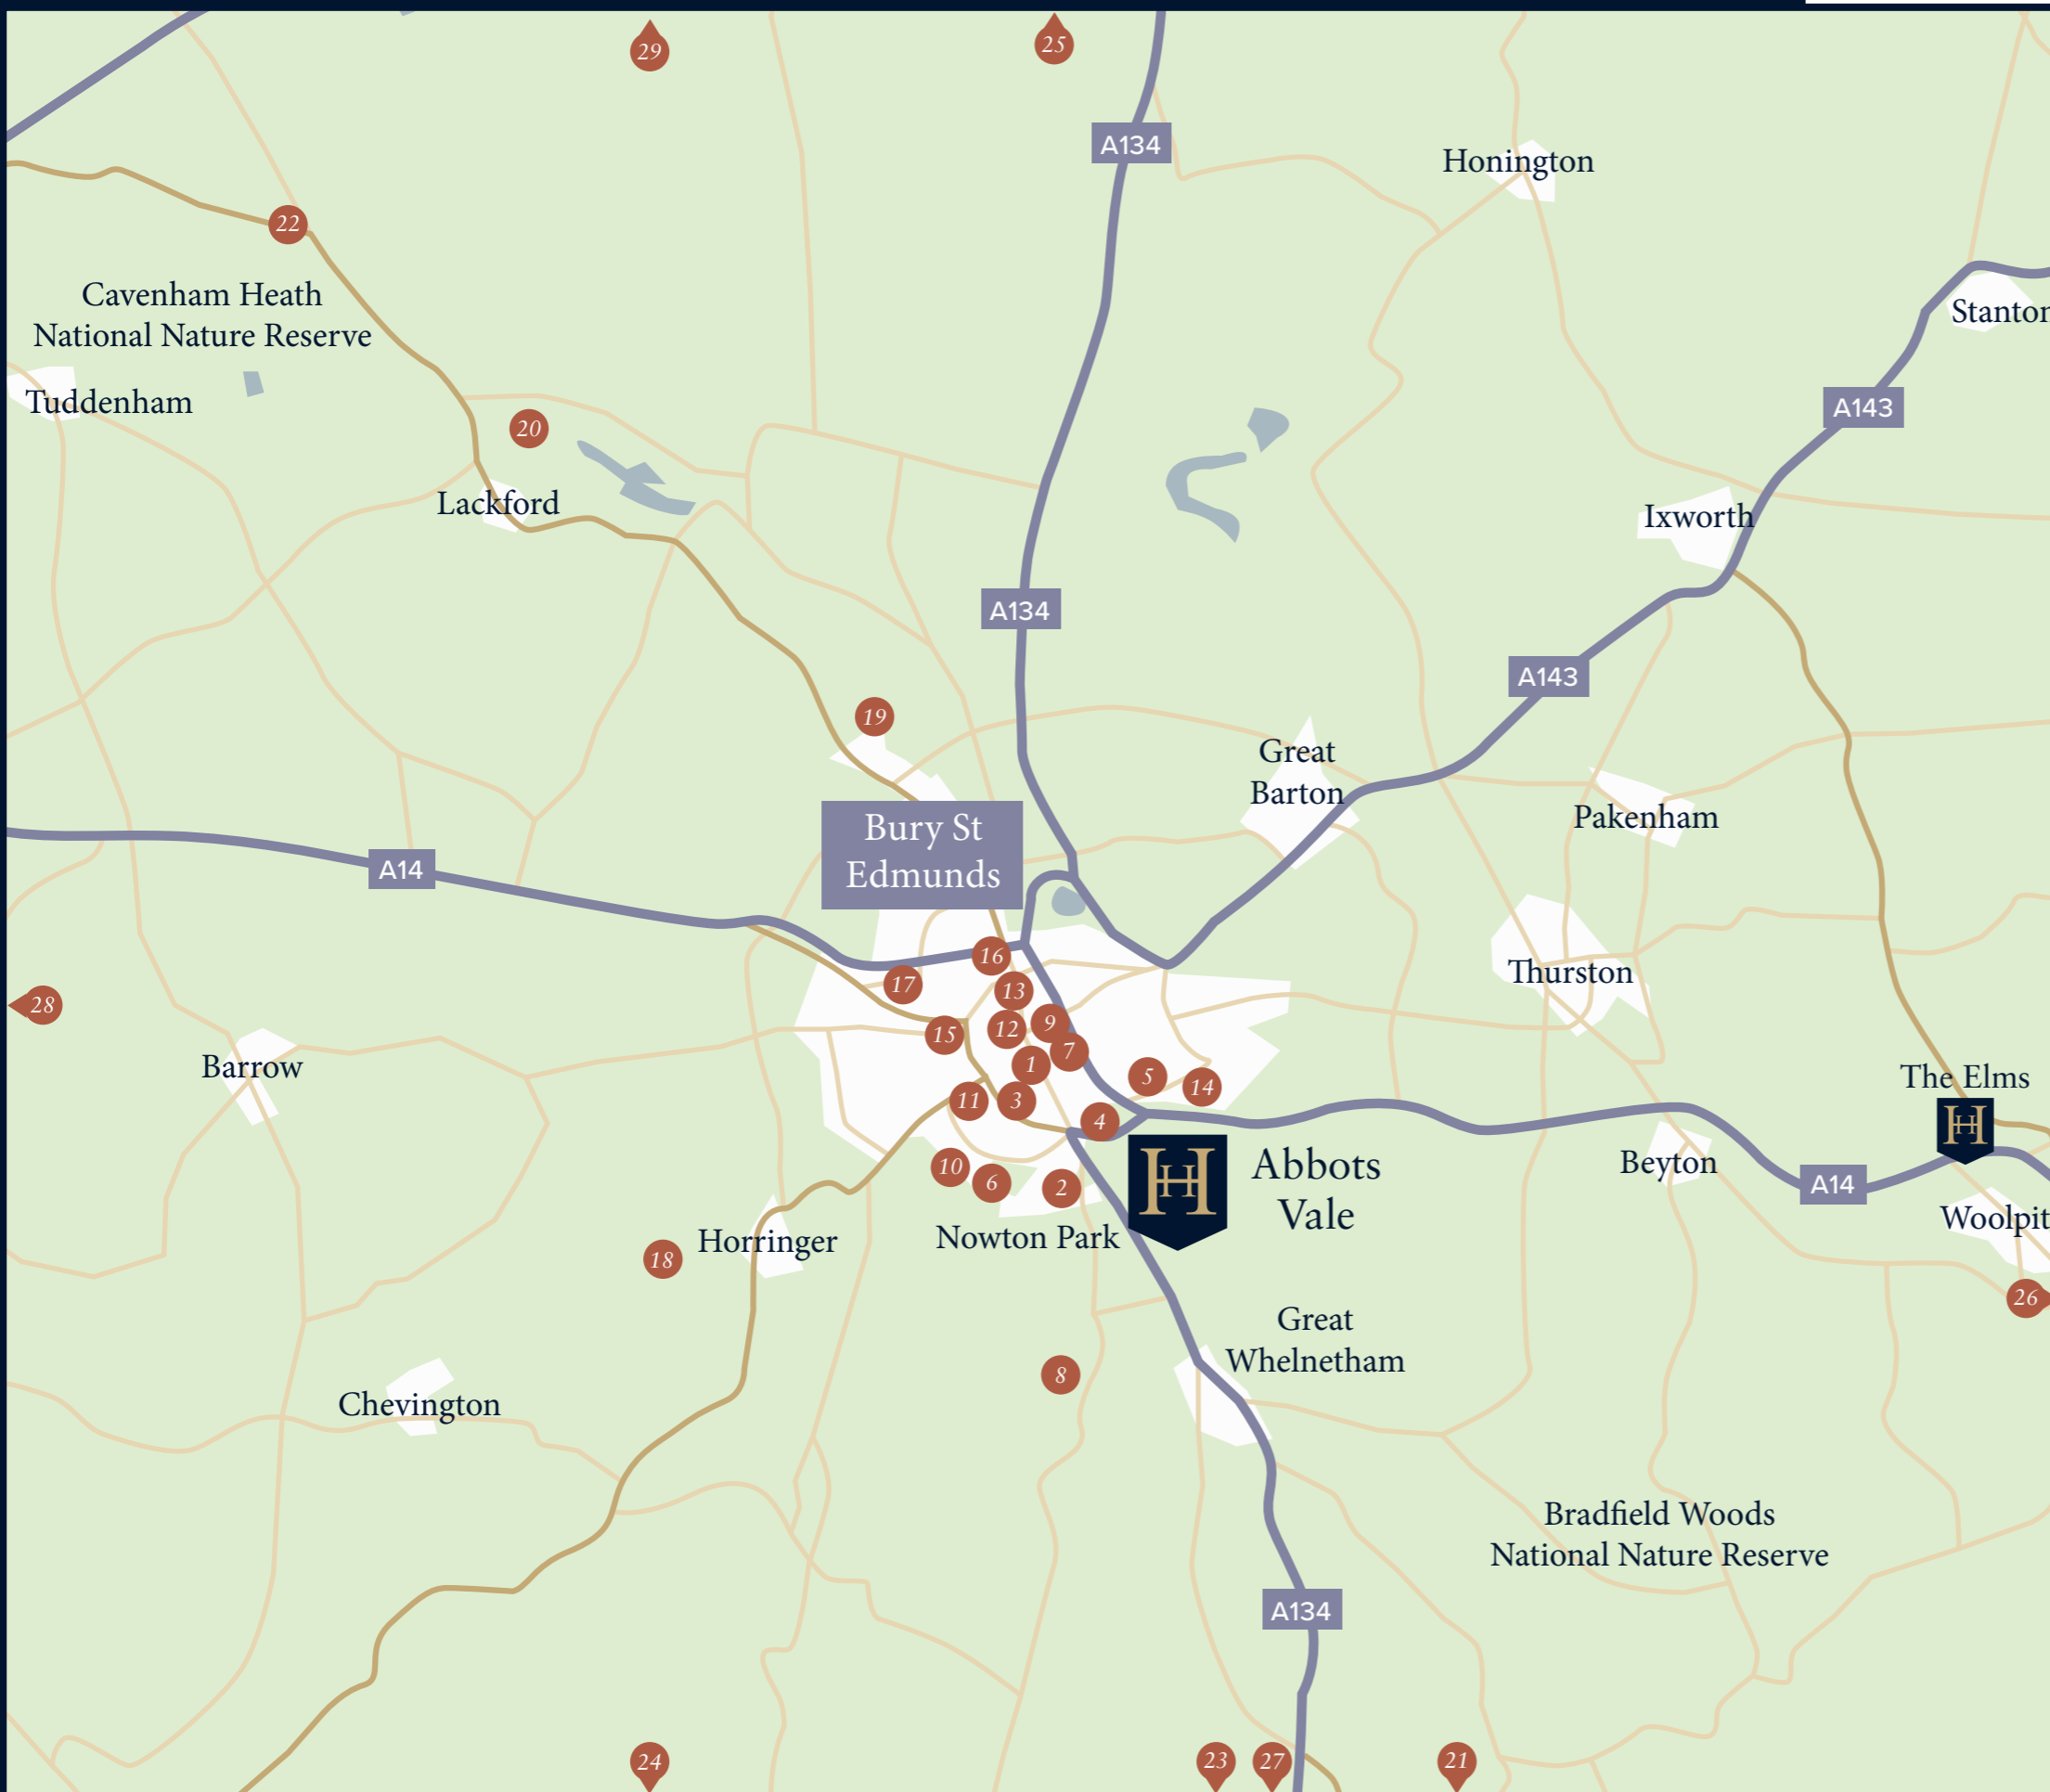 29
25
A134
Honington
22
Cavenham Heath
National Nature Reserve
Stanton
Tuddenham
A143
20
Lackford
Ixworth
A134
A143
19
Great
Barton
Pakenham
Bury St
Edmunds
A14
16
17
13
Thurston
28
9
12
15
7
Barrow
1
5
14
The Elms
H
11
3
4
Beyton
10
6
2
H
Abbots
Vale
A14
Woolpit
Nowton Park
Horringer
18
26
Great
Whelnetham
8
Chevington
Bradfield Woods
National Nature Reserve
A134
24
23
27
21